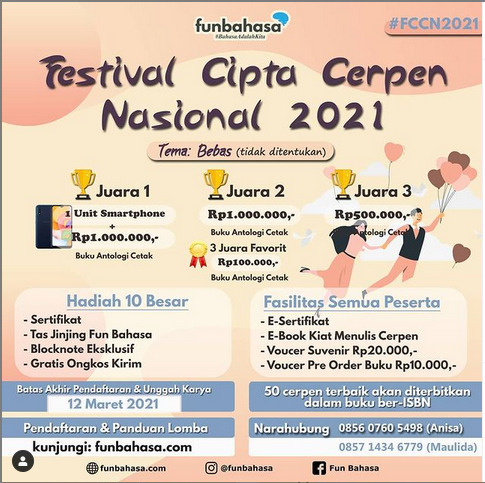 funbahasa
#BahasaAdalahKita
#FCCN2021
Festival Cipta Cerpen
Nasional 2021
Tema: Bebas (tidak ditentukan)
Juara 1
1 Unit Smartphone
+
Rp1.000.000,-
Buku Antologi Cetak
Juara 2
Rp1.000.000,-
Buku Antologi Cetak
3 Juara Favorit
Rp100.000,-
Buku Antologi Cetak
Juara 3
Rp500.000,-
Buku Antologi Cetak
Hadiah 10 Besar
- Sertifikat
- Tas Jinjing Fun Bahasa
- Blocknote Eksklusif
- Gratis Ongkos Kirim
Fasilitas Semua Peserta
- E-Sertifikat
- E-Book Kiat Menulis Cerpen
- Voucer Suvenir Rp20.000,-
- Voucer Pre Order Buku Rp10.000,-
Batas Akhir Pendaftaran & Unggah Karya
12 Maret 2021
50 cerpen terbaik akan diterbitkan
dalam buku ber-ISBN
Pendaftaran & Panduan Lomba
kunjungi: funbahasa.com
Narahubung 0856 0760 5498 (Anisa)
0857 1434 6779 (Maulida)
funbahasa.com
@funbahasa
Fun Bahasa